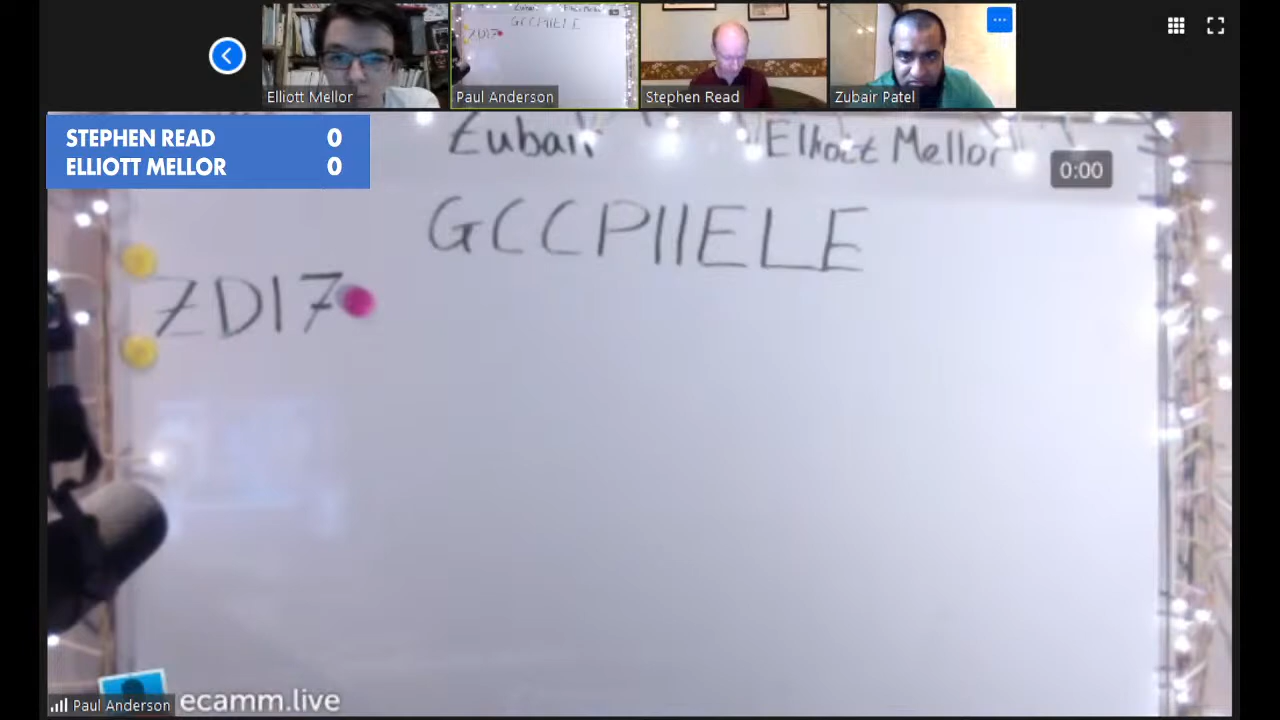 Elliott Mellor
Paul Anderson
Stephen Read
Zubair Patel
STEPHEN READ 0
ELLIOTT MELLOR 0
Zubair Elliott Mellor
0:00
GCCPIIELE
ZD17
Paul Anderson
ecamm.live